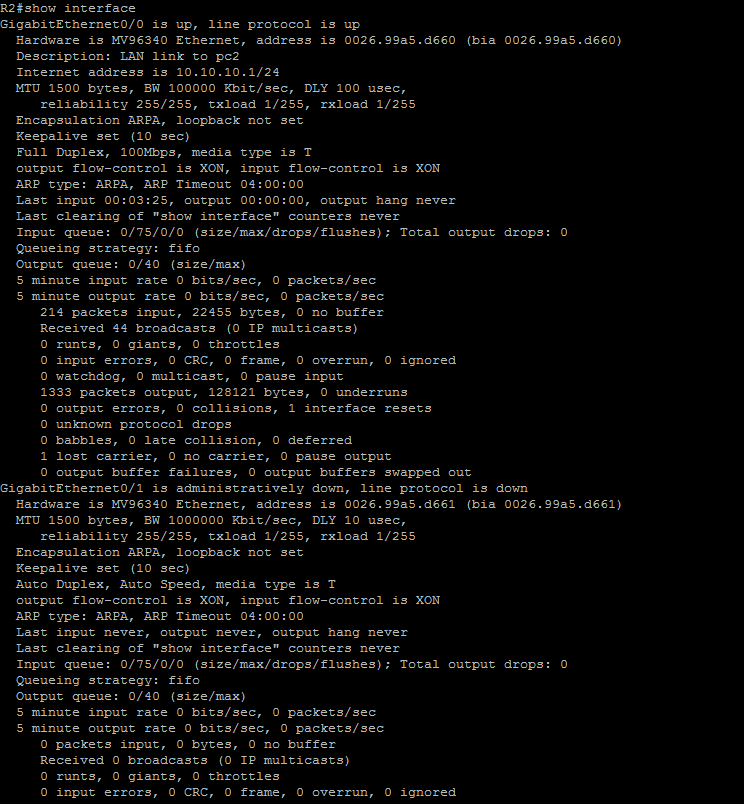 R2#show interface
GigabitEthernet0/0 is up, line protocol is up
  Hardware is MV96340 Ethernet, address is 0026.99a5.d660 (bia 0026.99a5.d660)
  Description: LAN link to pc2
  Internet address is 10.10.10.1/24
  MTU 1500 bytes, BW 100000 Kbit/sec, DLY 100 usec,
     reliability 255/255, txload 1/255, rxload 1/255
  Encapsulation ARPA, loopback not set
  Keepalive set (10 sec)
  Full Duplex, 100Mbps, media type is T
  output flow-control is XON, input flow-control is XON
  ARP type: ARPA, ARP Timeout 04:00:00
  Last input 00:03:25, output 00:00:00, output hang never
  Last clearing of "show interface" counters never
  Input queue: 0/75/0/0 (size/max/drops/flushes); Total output drops: 0
  Queueing strategy: fifo
  Output queue: 0/40 (size/max)
  5 minute input rate 0 bits/sec, 0 packets/sec
  5 minute output rate 0 bits/sec, 0 packets/sec
     214 packets input, 22455 bytes, 0 no buffer
     Received 44 broadcasts (0 IP multicasts)
     0 runts, 0 giants, 0 throttles
     0 input errors, 0 CRC, 0 frame, 0 overrun, 0 ignored
     0 watchdog, 0 multicast, 0 pause input
     1333 packets output, 128121 bytes, 0 underruns
     0 output errors, 0 collisions, 1 interface resets
     0 unknown protocol drops
     0 babbles, 0 late collision, 0 deferred
     1 lost carrier, 0 no carrier, 0 pause output
     0 output buffer failures, 0 output buffers swapped out
GigabitEthernet0/1 is administratively down, line protocol is down
  Hardware is MV96340 Ethernet, address is 0026.99a5.d661 (bia 0026.99a5.d661)
  MTU 1500 bytes, BW 1000000 Kbit/sec, DLY 10 usec,
     reliability 255/255, txload 1/255, rxload 1/255
  Encapsulation ARPA, loopback not set
  Keepalive set (10 sec)
  Auto Duplex, Auto Speed, media type is T
  output flow-control is XON, input flow-control is XON
  ARP type: ARPA, ARP Timeout 04:00:00
  Last input never, output never, output hang never
  Last clearing of "show interface" counters never
  Input queue: 0/75/0/0 (size/max/drops/flushes); Total output drops: 0
  Queueing strategy: fifo
  Output queue: 0/40 (size/max)
  5 minute input rate 0 bits/sec, 0 packets/sec
  5 minute output rate 0 bits/sec, 0 packets/sec
     0 packets input, 0 bytes, 0 no buffer
     Received 0 broadcasts (0 IP multicasts)
     0 runts, 0 giants, 0 throttles
     0 input errors, 0 CRC, 0 frame, 0 overrun, 0 ignored